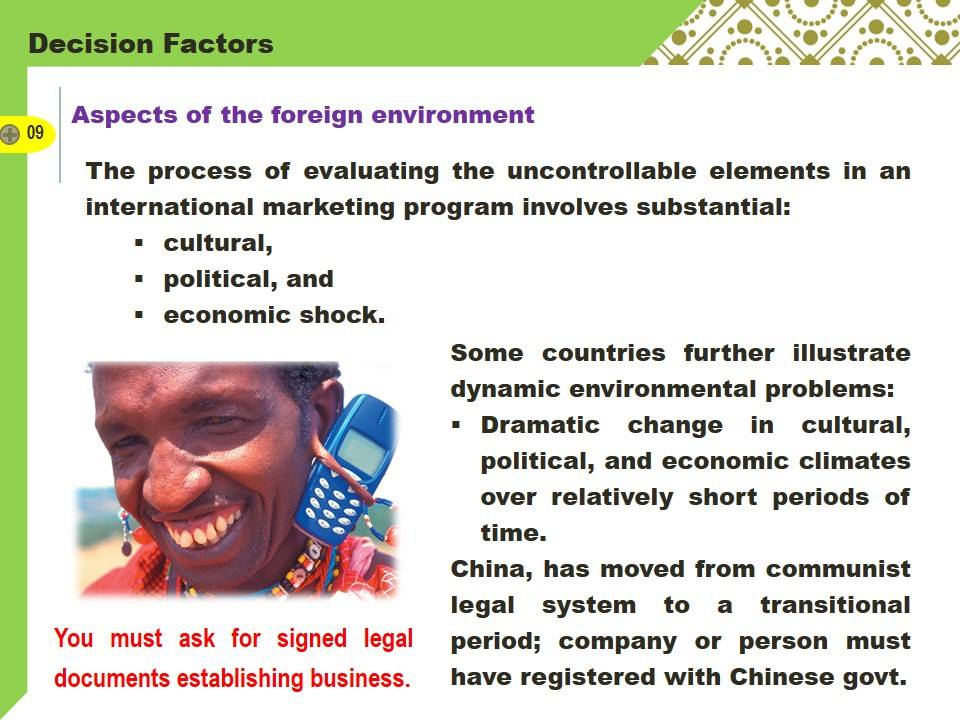 Decision Factors
Aspects of the foreign environment
09
The process of evaluating the uncontrollable elements in an
international marketing program involves substantial:
▪ cultural,
▪ political, and
▪ economic shock.
Some countries further illustrate
dynamic environmental problems:
▪ Dramatic change in cultural,
political, and economic climates
over relatively short periods of
time.
China, has moved from communist
legal system to a transitional
period; company or person must
have registered with Chinese govt.
You must ask for signed legal
documents establishing business.